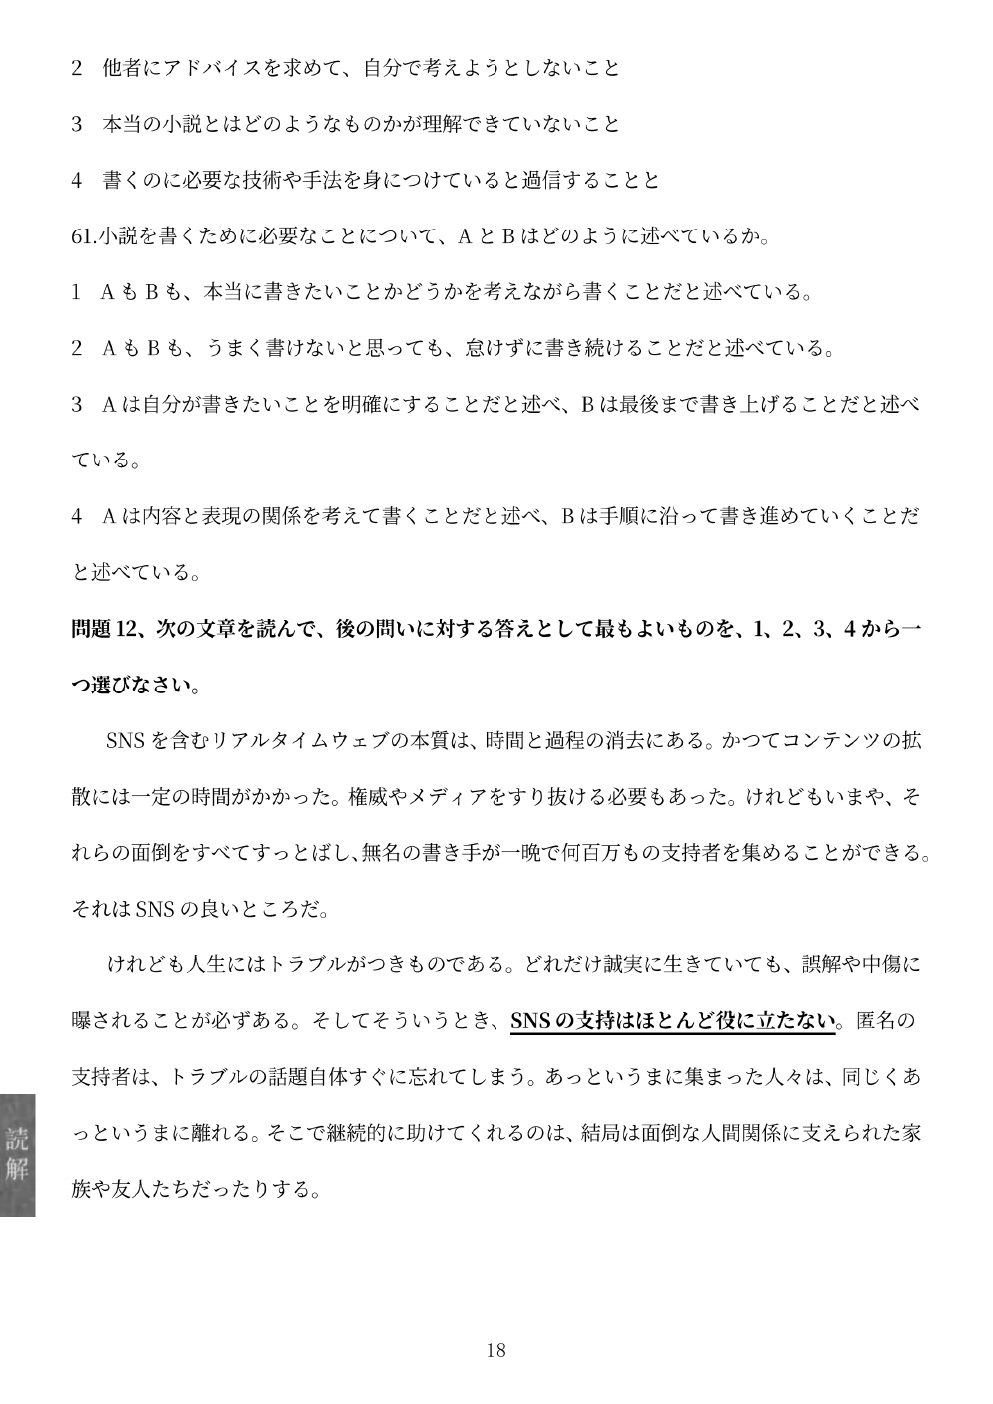 2　他者にアドバイスを求めて、自分で考えようとしないこと
3　本当の小説とはどのようなものかが理解できていないこと
4　書くのに必要な技術や手法を身につけていると過信することと
61.小説を書くために必要なことについて、A と B はどのように述べているか。
1　A も B も、本当に書きたいことかどうかを考えながら書くことだと述べている。
2　A も B も、うまく書けないと思っても、怠けずに書き続けることだと述べている。
3　A は自分が書きたいことを明確にすることだと述べ、B は最後まで書き上げることだと述べ
ている。
4　A は内容と表現の関係を考えて書くことだと述べ、B は手順に沿って書き進めていくことだ
と述べている。
問題 12、次の文章を読んで、後の問いに対する答えとして最もよいものを、1、2、3、4 から一
つ選びなさい。
SNS を含むリアルタイムウェブの本質は、時間と過程の消去にある。かつてコンテンツの拡
散には一定の時間がかかった。権威やメディアをすり抜ける必要もあった。けれどもいまや、そ
れらの面倒をすべてすっとばし、無名の書き手が一晩で何百万もの支持者を集めることができる。
それは SNS の良いところだ。
けれども人生にはトラブルがつきものである。どれだけ誠実に生きていても、誤解や中傷に
曝されることが必ずある。そしてそういうとき、SNS の支持はほとんど役に立たない。匿名の
支持者は、トラブルの話題自体すぐに忘れてしまう。あっというまに集まった人々は、同じくあ
っというまに離れる。そこで継続的に助けてくれるのは、結局は面倒な人間関係に支えられた家
族や友人たちだったりする。
読解
18